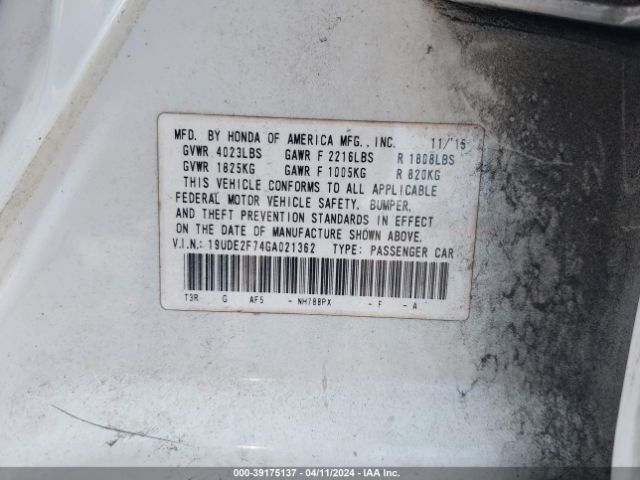 MFD. BY HONDA OF AMERICA MFG., INC. 11/'15
GVWR 4023LBS GAWR F 2216LBS R 1808LBS
GVWR 1825KG GAWR F 1005KG R 820KG
THIS VEHICLE CONFORMS TO ALL APPLICABLE
FEDERAL MOTOR VEHICLE SAFETY, BUMPER,
AND THEFT PREVENTION STANDARDS IN EFFECT
ON THE DATE OF MANUFACTURE SHOWN ABOVE.
V.I.N.: 19UDE2F74GA021362 TYPE: PASSENGER CAR
T3R G AF5 - NH788PX - F - A
000-39175137 - 04/11/2024 - IAAI.COM